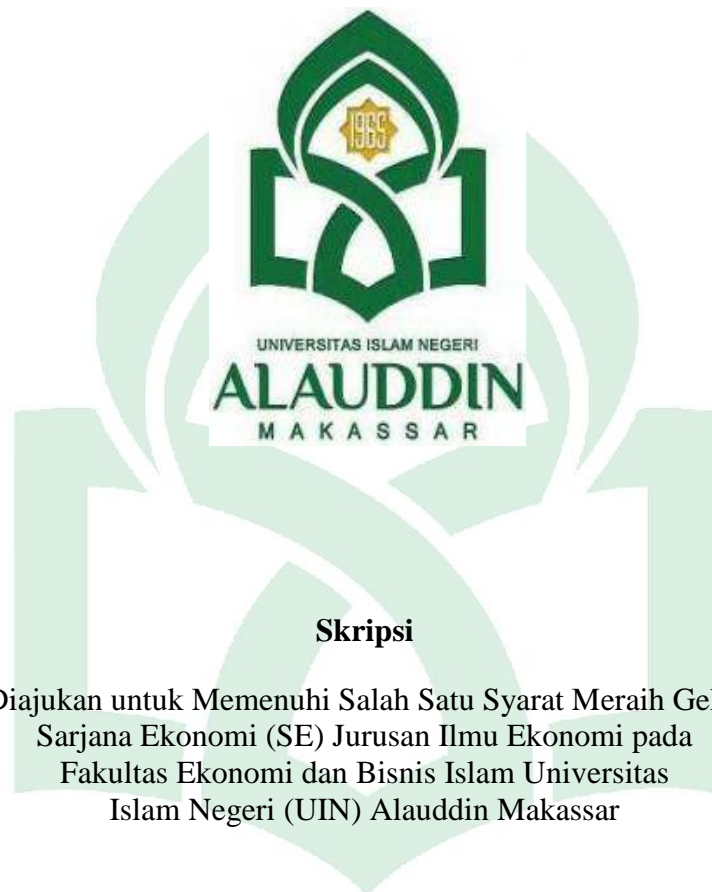 1965
UNIVERSITAS ISLAM NEGERI
ALAUDDIN
MAKASSAR
Skripsi
Diajukan untuk Memenuhi Salah Satu Syarat Meraih
Sarjana Ekonomi (SE) Jurusan Ilmu Ekonomi pada
Fakultas Ekonomi dan Bisnis Islam Universitas
Islam Negeri (UIN) Alauddin Makassar